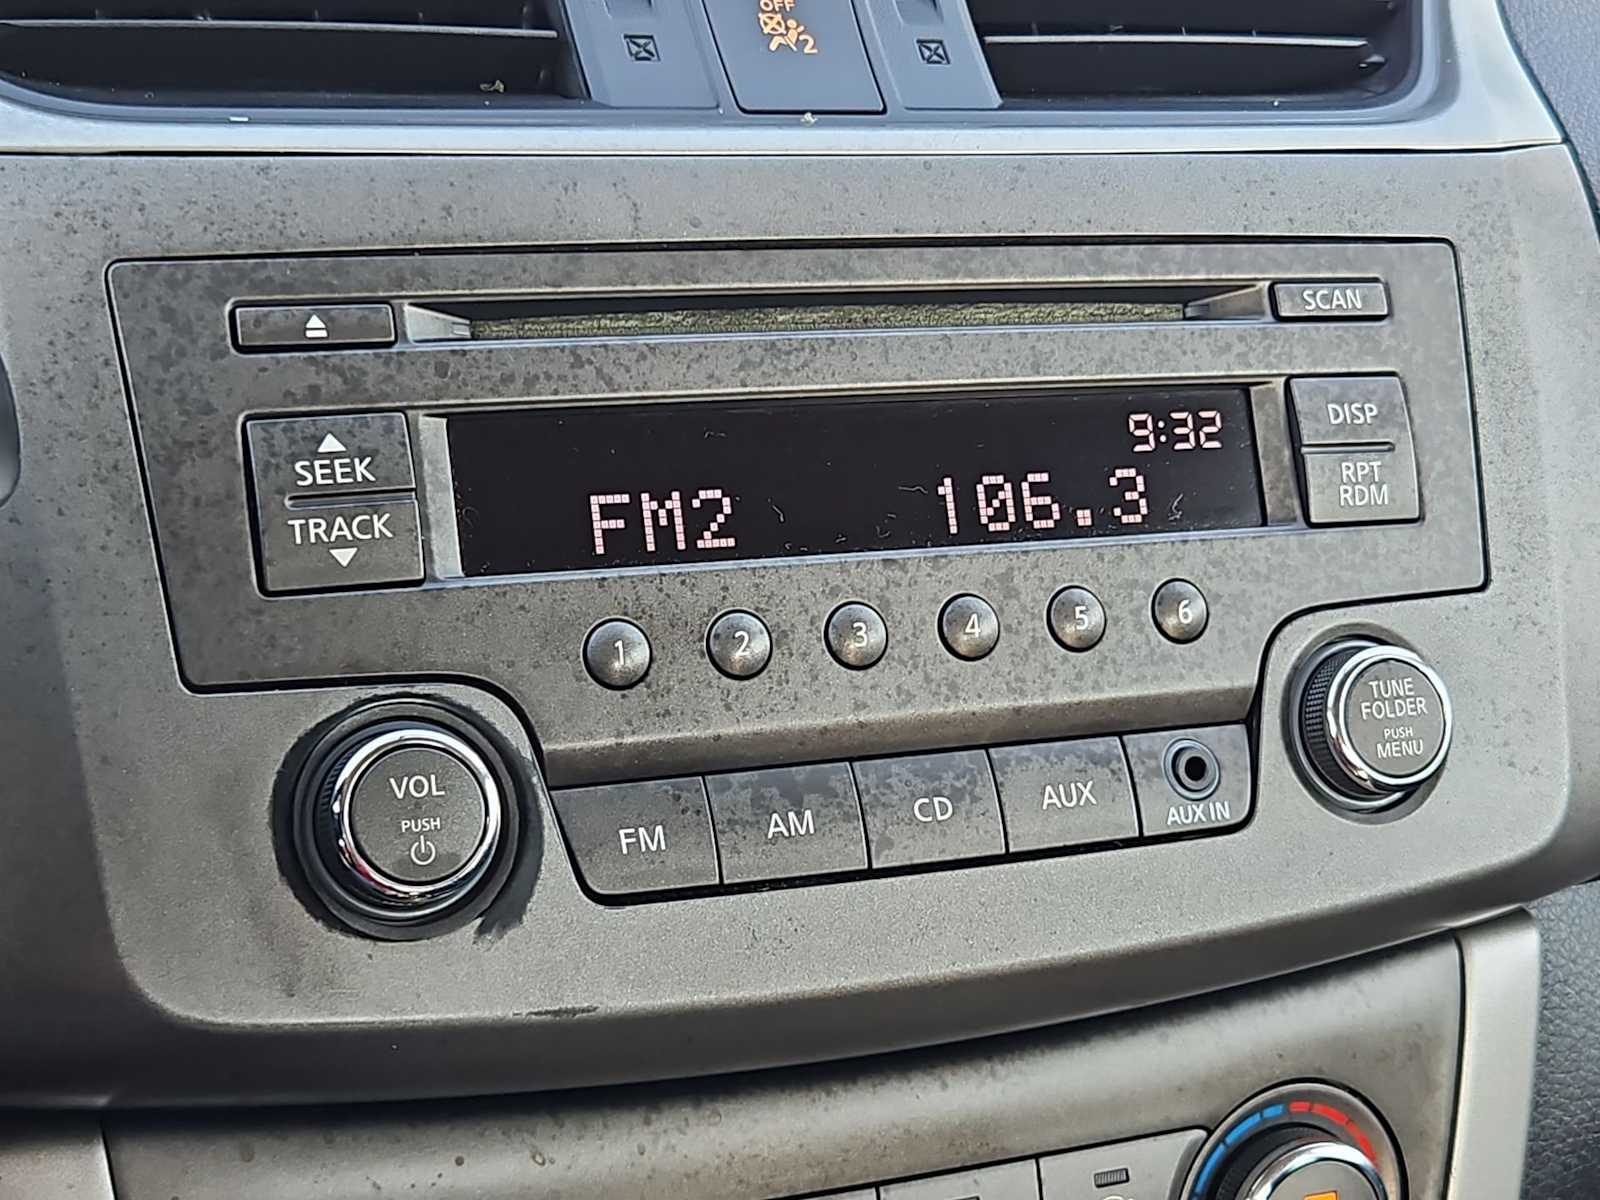 OFF
2
SCAN
9:32
DISP
SEEK
RPT
RDM
FM2 106.3
TRACK
1 2 3 4 5 6
TUNE
FOLDER
PUSH
MENU
VOL
PUSH
FM AM CD AUX AUX IN